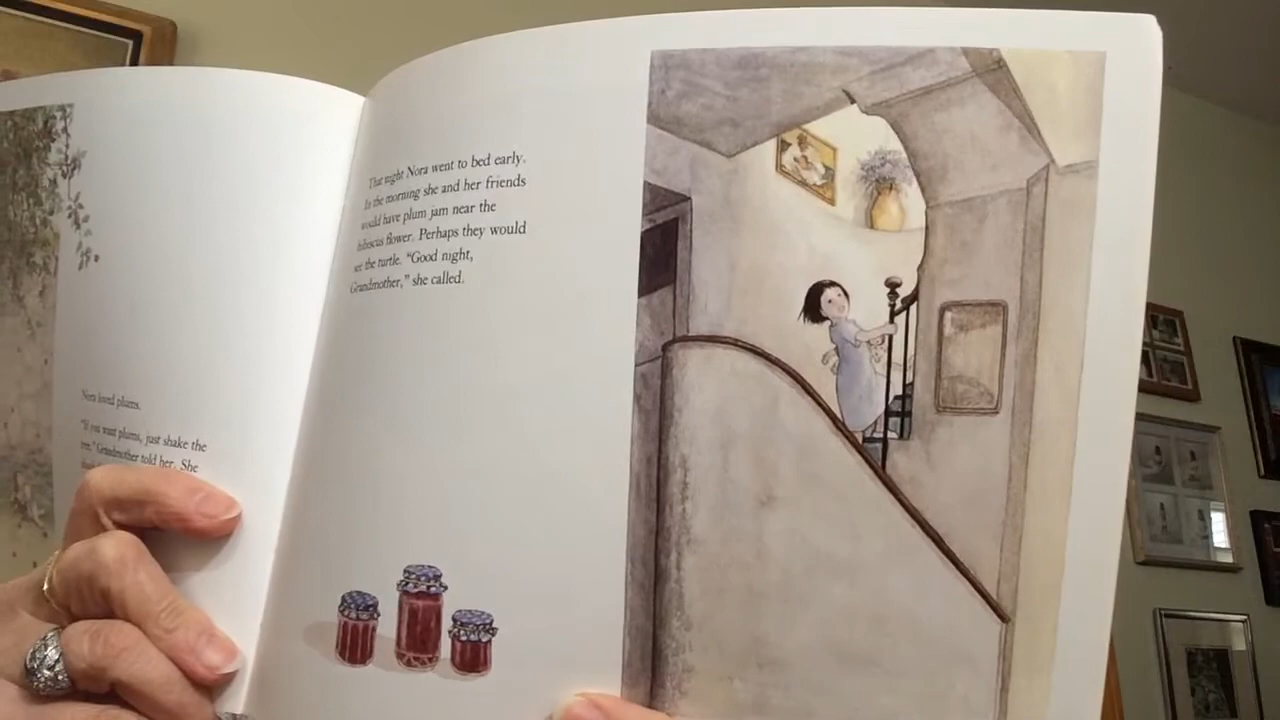 Nora loved plums.
"If you want plums, just shake the
tree," Grandmother told her. She
That night Nora went to bed early.
In the morning she and her friends
would have plum jam near the
hibiscus flower. Perhaps they would
see the turtle. "Good night,
Grandmother," she called.